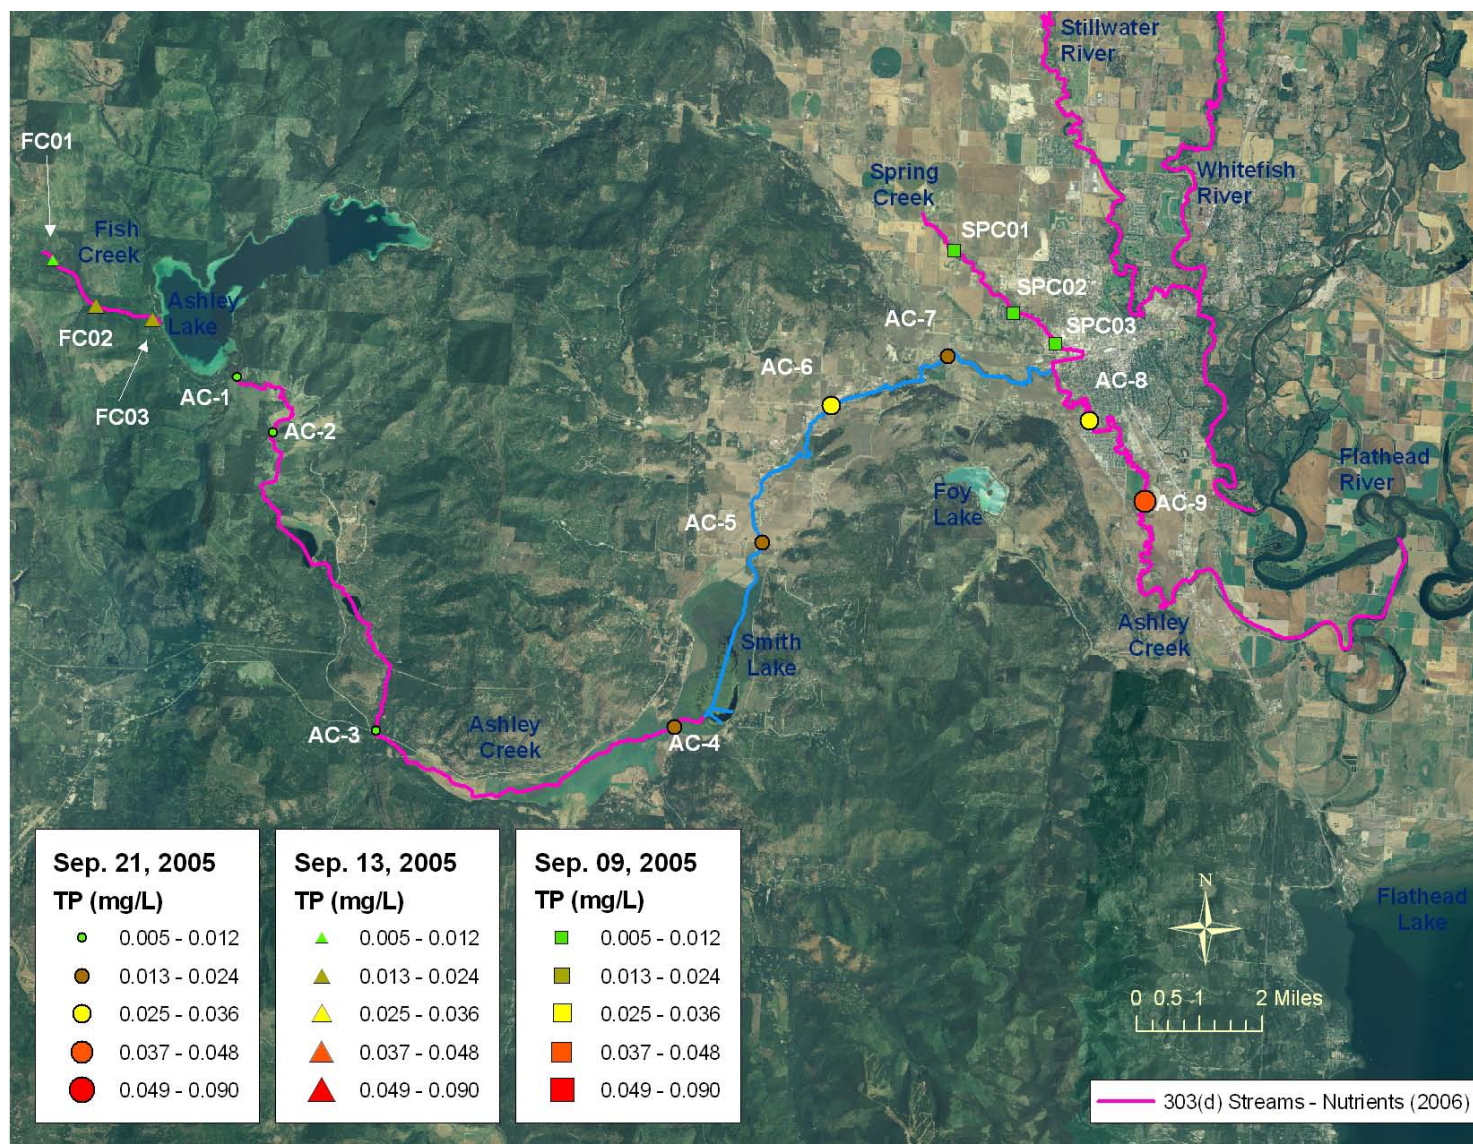 Stillwater
River
FC01
Spring
Creek
Whitefish
River
Fish
Creek
SPC01
Ashley
Lake
SPC02
FC02
AC-7
SPC03
AC-6
AC-8
AC-1
FC03
AC-2
Flathead
River
Foy
Lake
AC-9
AC-5
Ashley
Creek
Smith
Lake
Ashley
Creek
AC-3
AC-4
Sep. 21, 2005
TP (mg/L)
0.005 - 0.012
0.013 - 0.024
0.025 - 0.036
0.037 - 0.048
0.049 - 0.090
Sep. 13, 2005
TP (mg/L)
0.005 - 0.012
0.013 - 0.024
0.025 - 0.036
0.037 - 0.048
0.049 - 0.090
Sep. 09, 2005
TP (mg/L)
0.005 - 0.012
0.013 - 0.024
0.025 - 0.036
0.037 - 0.048
0.049 - 0.090
N
Flathead
Lake
0 0.5 1 2 Miles
303(d) Streams - Nutrients (2006)